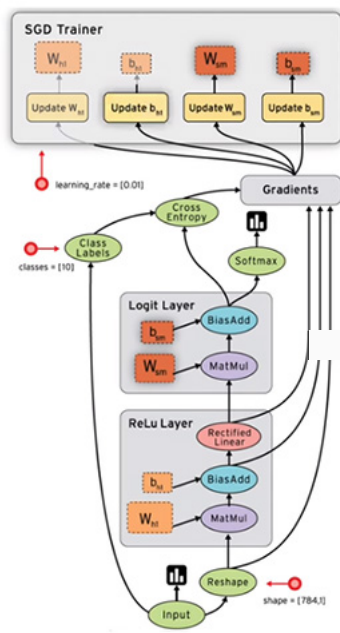 SGD Trainer
Wₕₗ
bₕₗ
Wₛₘ
bₛₘ
Update Wₕₗ
Update bₕₗ
Update Wₛₘ
Update bₛₘ
learning_rate = [0.01]
Gradients
Cross
Entropy
Class
Labels
classes = [10]
Softmax
Logit Layer
bₛₘ
BiasAdd
Wₛₘ
MatMul
ReLu Layer
Rectified
Linear
bₕₗ
BiasAdd
Wₕₗ
MatMul
Reshape
shape = [784,1]
Input